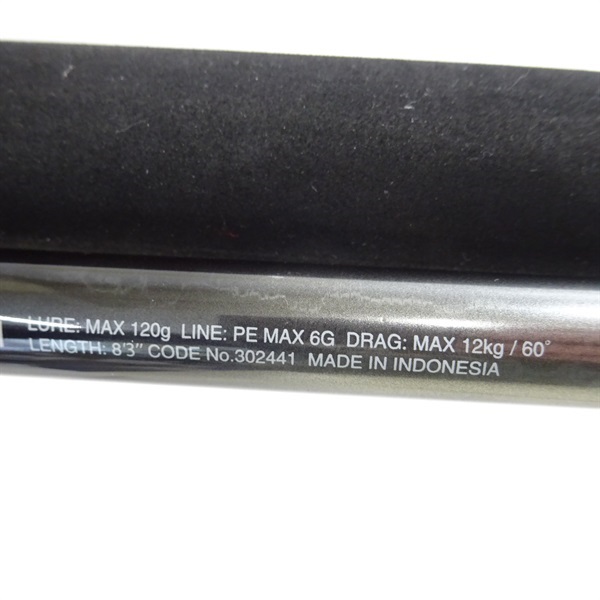 LURE: MAX 120g LINE: PE MAX 6G DRAG: MAX 12kg / 60°
LENGTH: 8'3" CODE No.302441 MADE IN INDONESIA